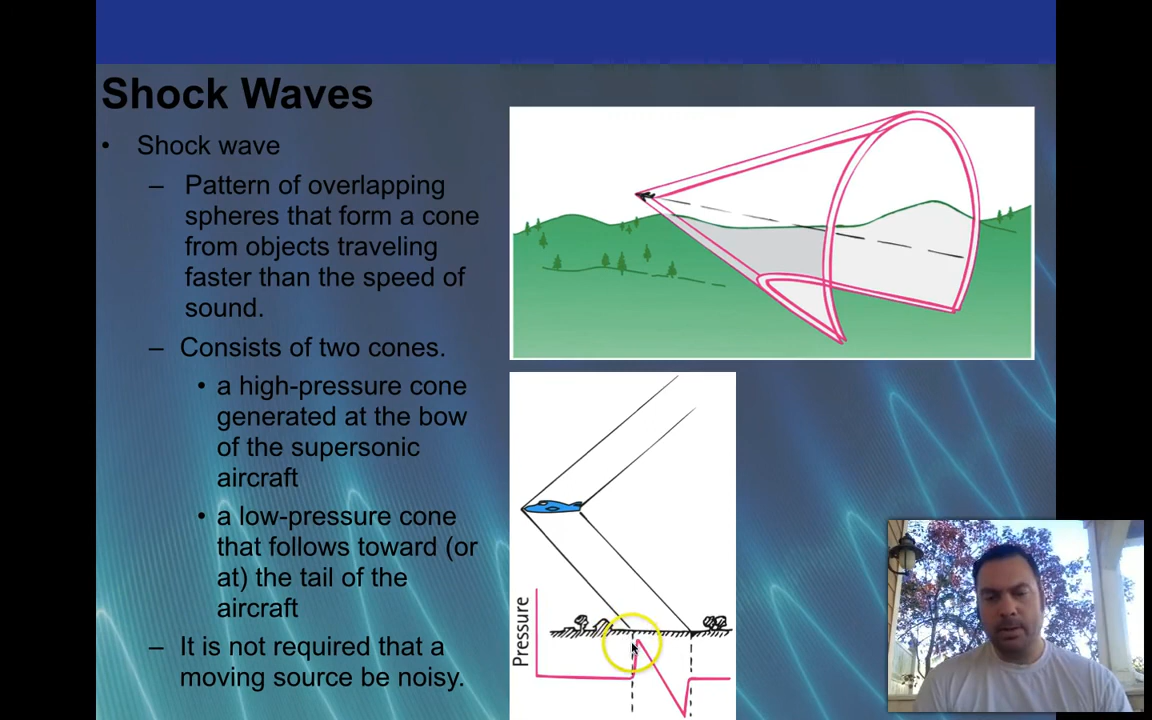 Shock Waves
• Shock wave
– Pattern of overlapping
spheres that form a cone
from objects traveling
faster than the speed of
sound.
– Consists of two cones.
• a high-pressure cone
generated at the bow
of the supersonic
aircraft
• a low-pressure cone
that follows toward (or
at) the tail of the
aircraft
– It is not required that a
moving source be noisy.
Pressure